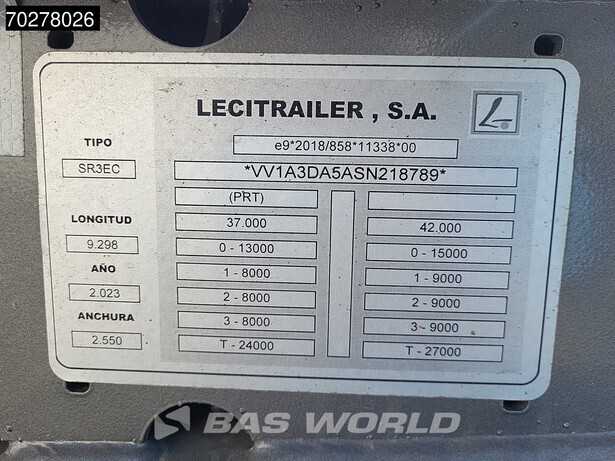 70278026
LECITRAILER , S.A.
TIPO
e9*2018/858*11338*00
SR3EC
*VV1A3DA5ASN218789*
(PRT)
LONGITUD
37.000
42.000
9.298
0 - 13000
0 - 15000
AÑO
1 - 8000
1 - 9000
2.023
2 - 8000
2 - 9000
ANCHURA
3 - 8000
3 - 9000
2.550
T - 24000
T - 27000
BAS WORLD